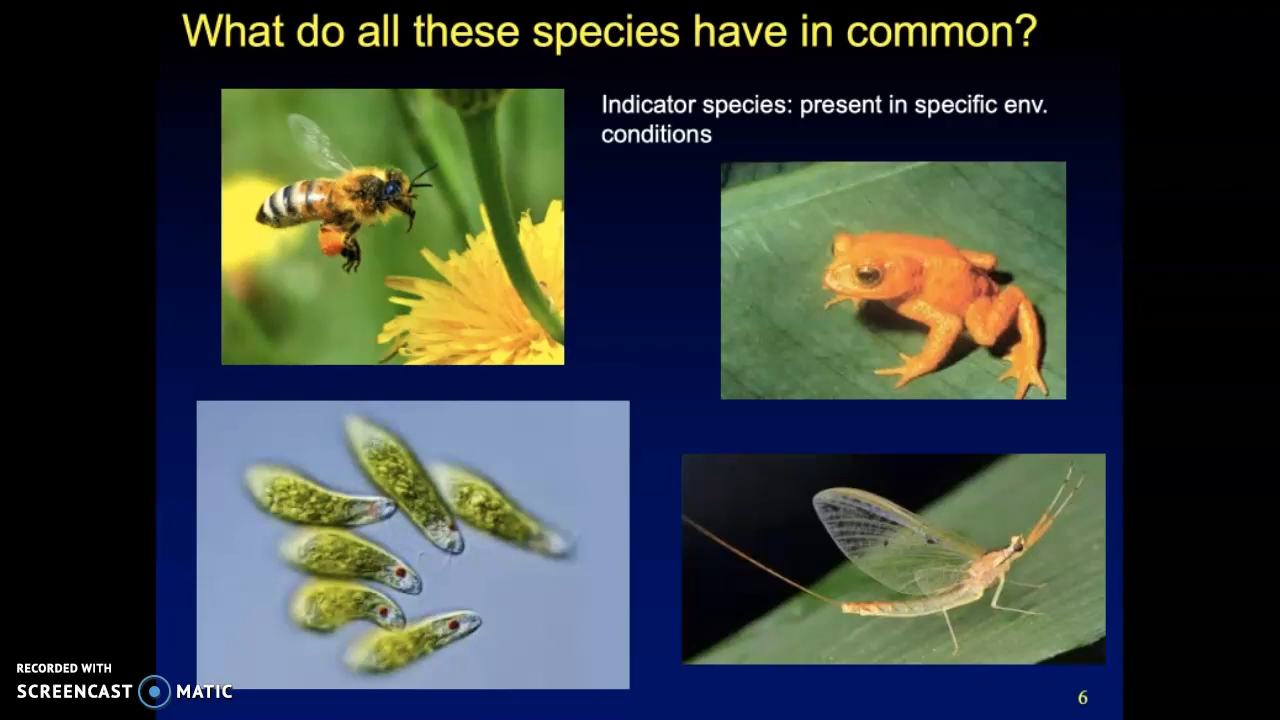 What do all these species have in common?
Indicator species: present in specific env.
conditions
RECORDED WITH
SCREENCAST MATIC
6